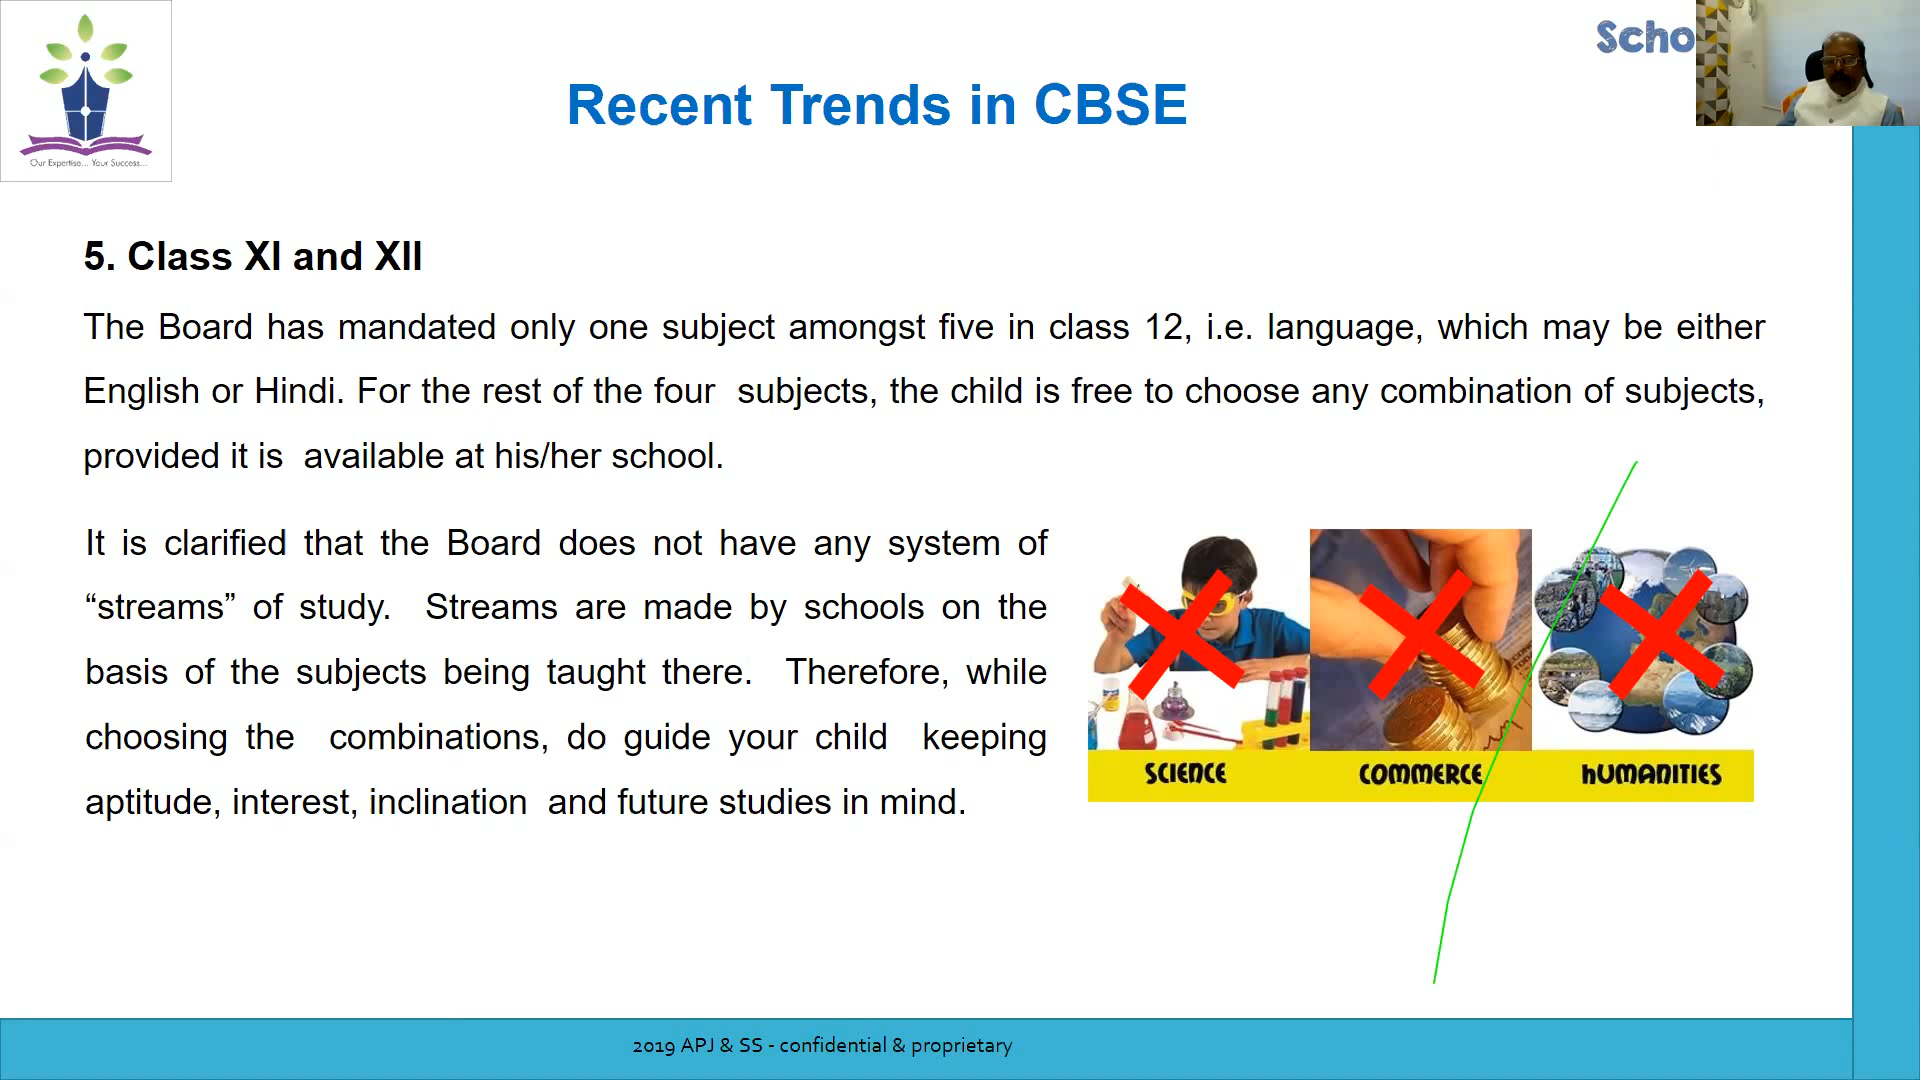 Scho
Our Expertise... Your Success...
Recent Trends in CBSE
5. Class XI and XII
The Board has mandated only one subject amongst five in class 12, i.e. language, which may be either
English or Hindi. For the rest of the four subjects, the child is free to choose any combination of subjects,
provided it is available at his/her school.
It is clarified that the Board does not have any system of
“streams” of study. Streams are made by schools on the
basis of the subjects being taught there. Therefore, while
choosing the combinations, do guide your child keeping
aptitude, interest, inclination and future studies in mind.
SCIENCE
COMMERCE
hUMANITIES
2019 APJ & SS - confidential & proprietary